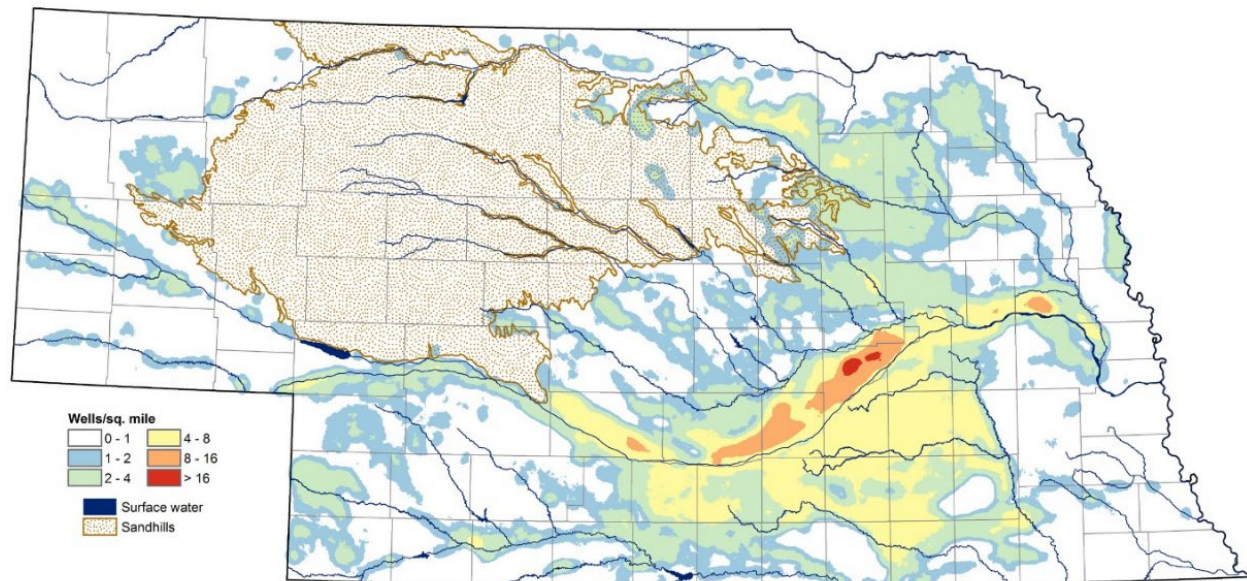 Wells/sq. mile
0 - 1
4 - 8
1 - 2
8 - 16
2 - 4
> 16
Surface water
Sandhills